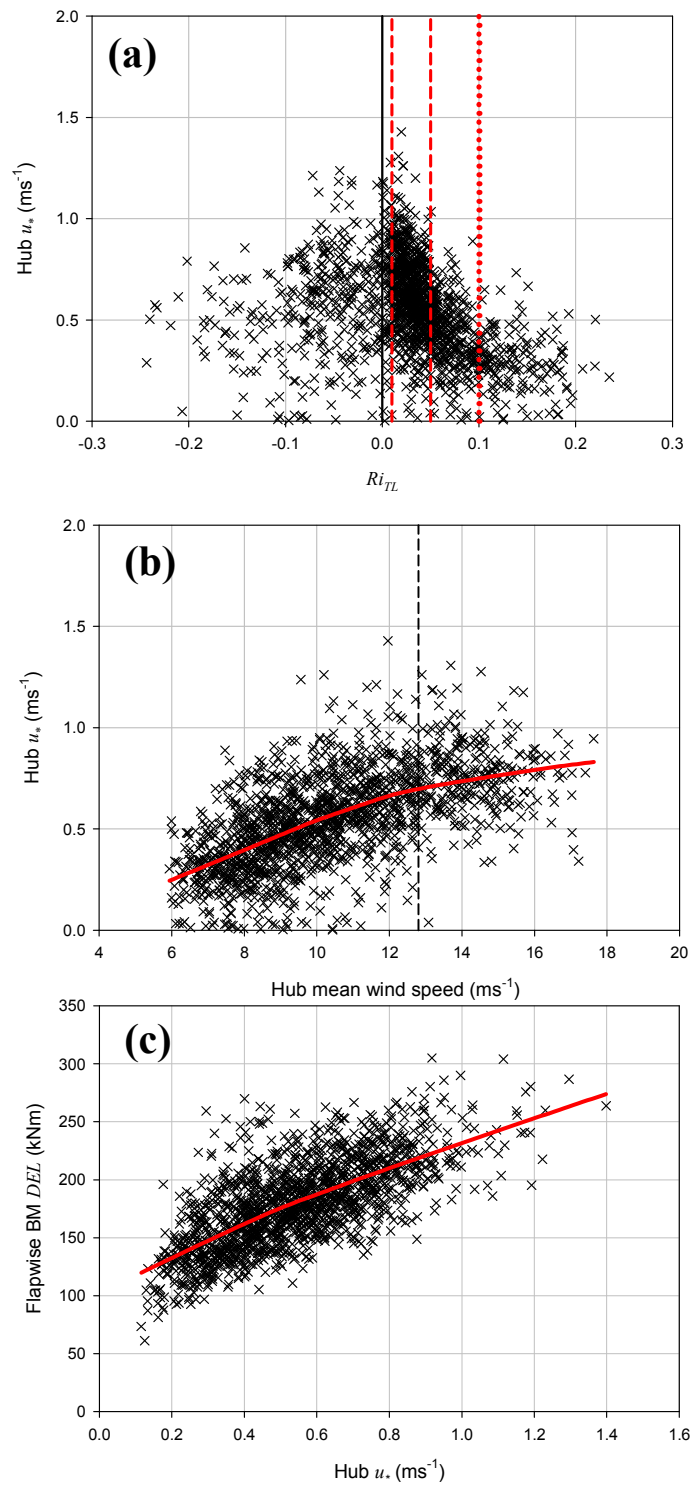 (a)
2.0
1.5
1.0
0.5
0.0
Hub u* (ms⁻¹)
-0.3 -0.2 -0.1 0.0 0.1 0.2 0.3
Ri_TL
(b)
2.0
1.5
1.0
0.5
0.0
Hub u* (ms⁻¹)
4 6 8 10 12 14 16 18 20
Hub mean wind speed (ms⁻¹)
(c)
350
300
250
200
150
100
50
0
Flapwise BM DEL (kNm)
0.0 0.2 0.4 0.6 0.8 1.0 1.2 1.4 1.6
Hub u* (ms⁻¹)